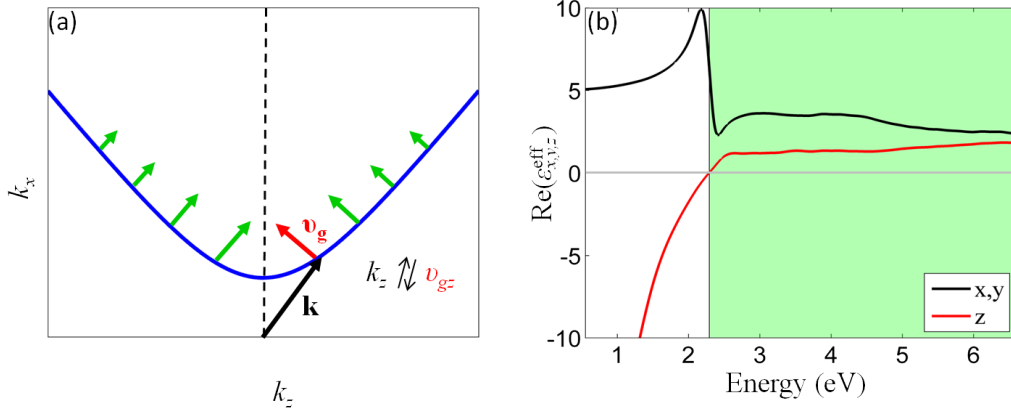 (a)
k_x
υ_g
k_z ⇅ υ_gz
k
k_z
(b)
Re(ε^eff_x,y,z)
10
5
0
-5
-10
x,y
z
1 2 3 4 5 6
Energy (eV)